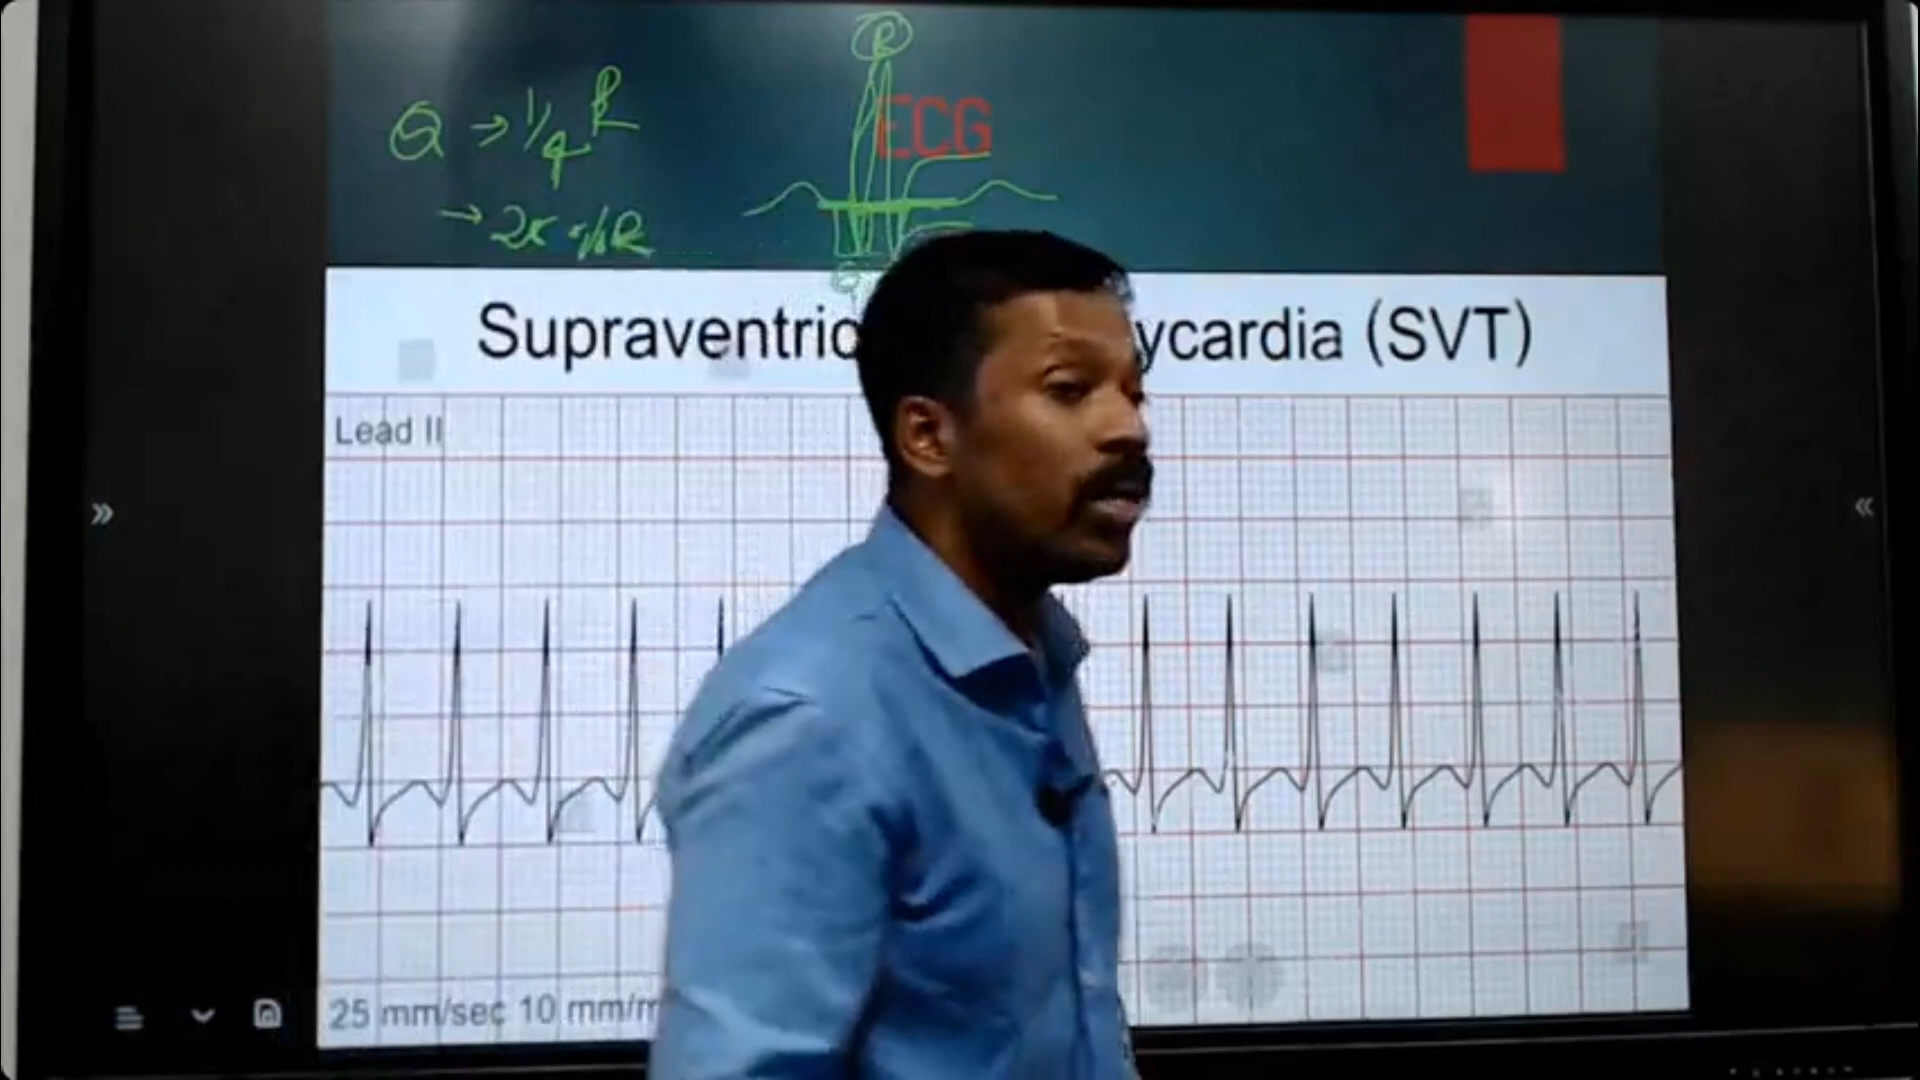 R
Q → 1/4 R
ECG
→ 25 % R
Supraventric ycardia (SVT)
Lead II
25 mm/sec 10 mm/m